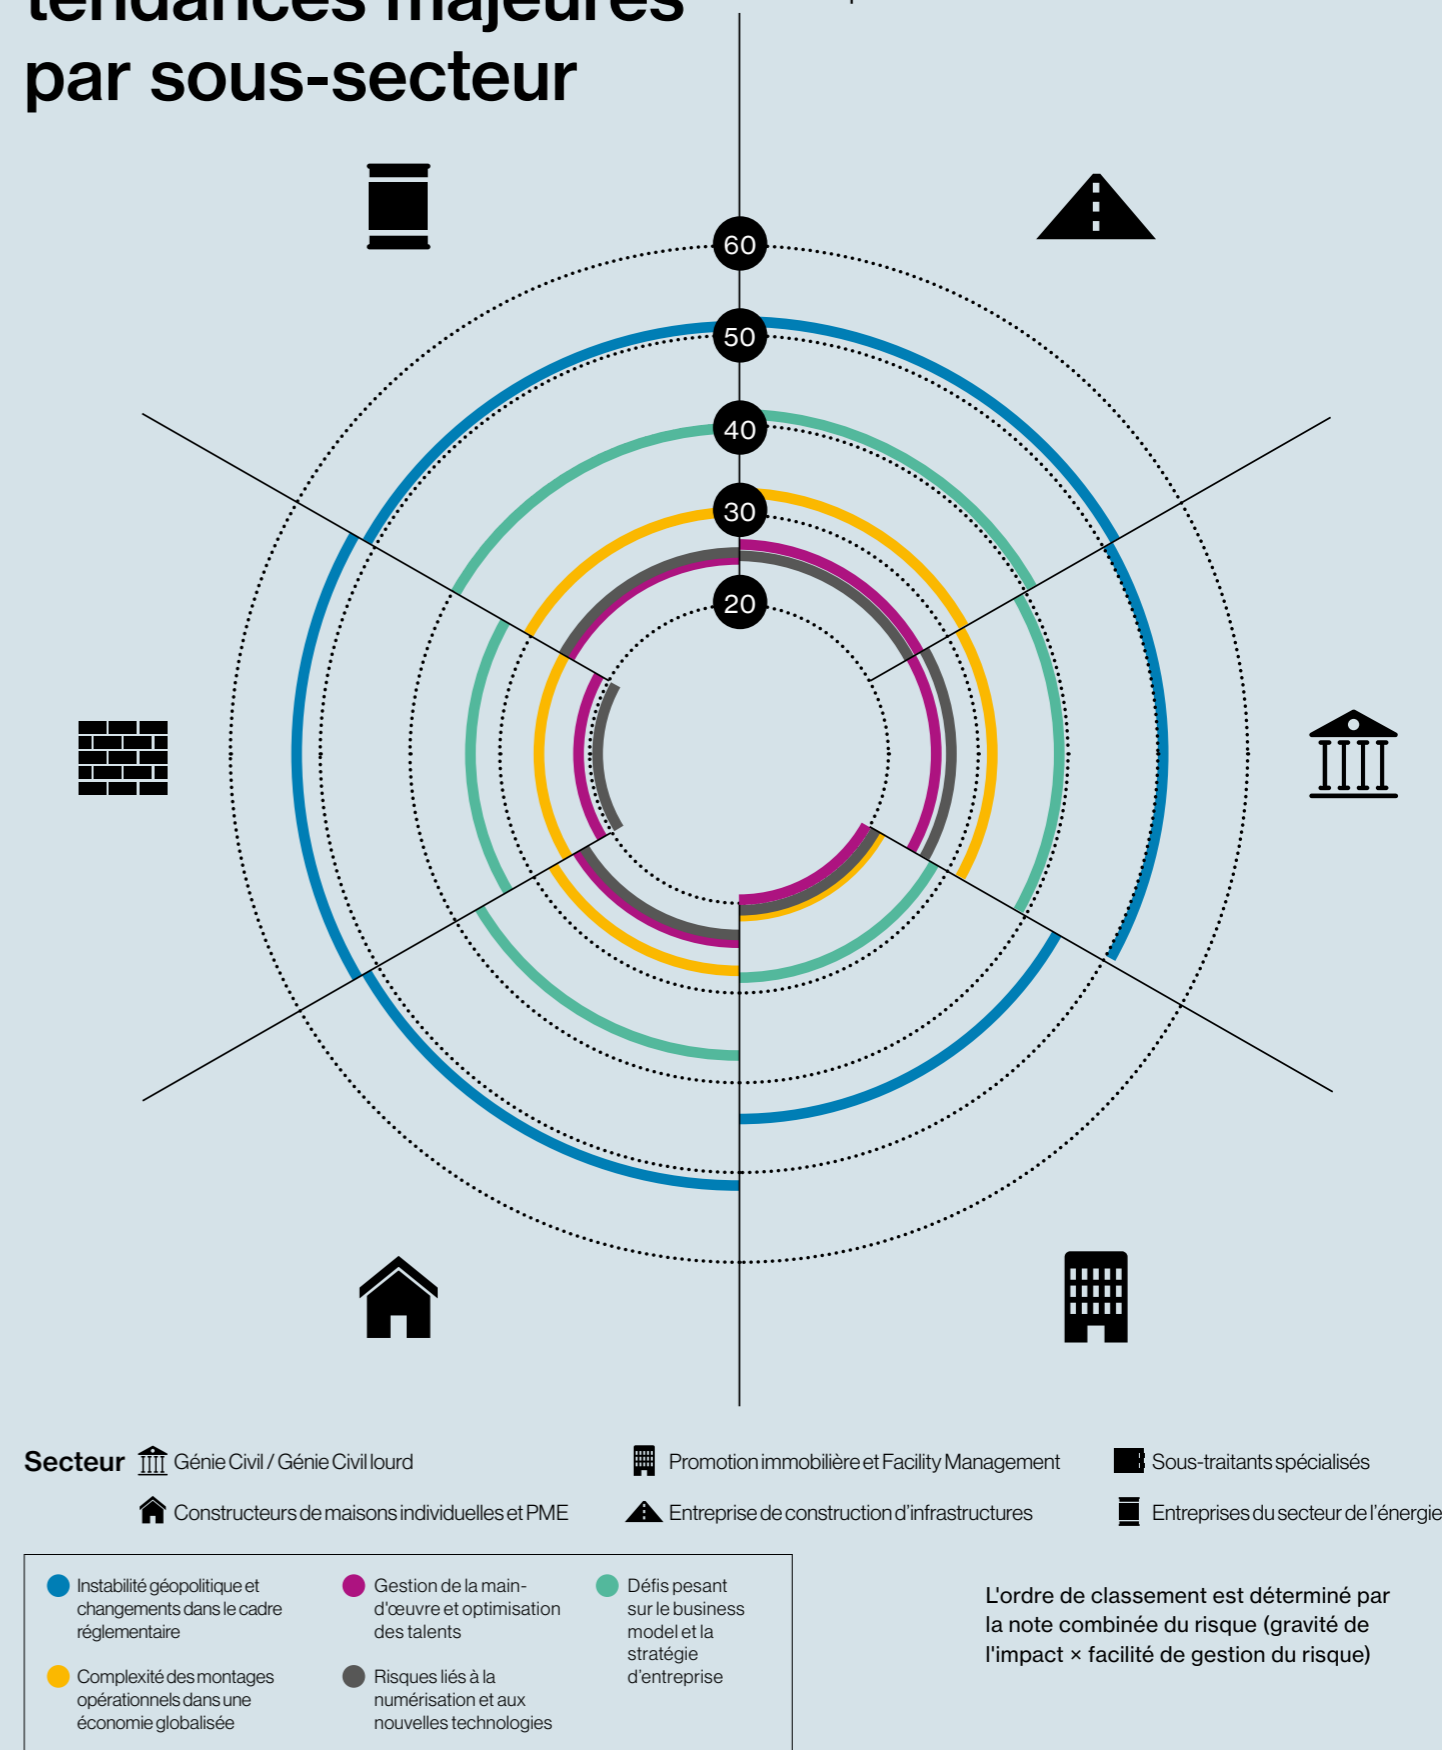 tendances majeures
par sous-secteur
60
50
40
30
20
Secteur
Génie Civil / Génie Civil lourd
Promotion immobilière et Facility Management
Sous-traitants spécialisés
Constructeurs de maisons individuelles et PME
Entreprise de construction d’infrastructures
Entreprises du secteur de l’énergie
Instabilité géopolitique et
changements dans le cadre
réglementaire
Complexité des montages
opérationnels dans une
économie globalisée
Gestion de la main-
d'œuvre et optimisation
des talents
Risques liés à la
numérisation et aux
nouvelles technologies
Défis pesant
sur le business
model et la
stratégie
d’entreprise
L'ordre de classement est déterminé par
la note combinée du risque (gravité de
l'impact × facilité de gestion du risque)